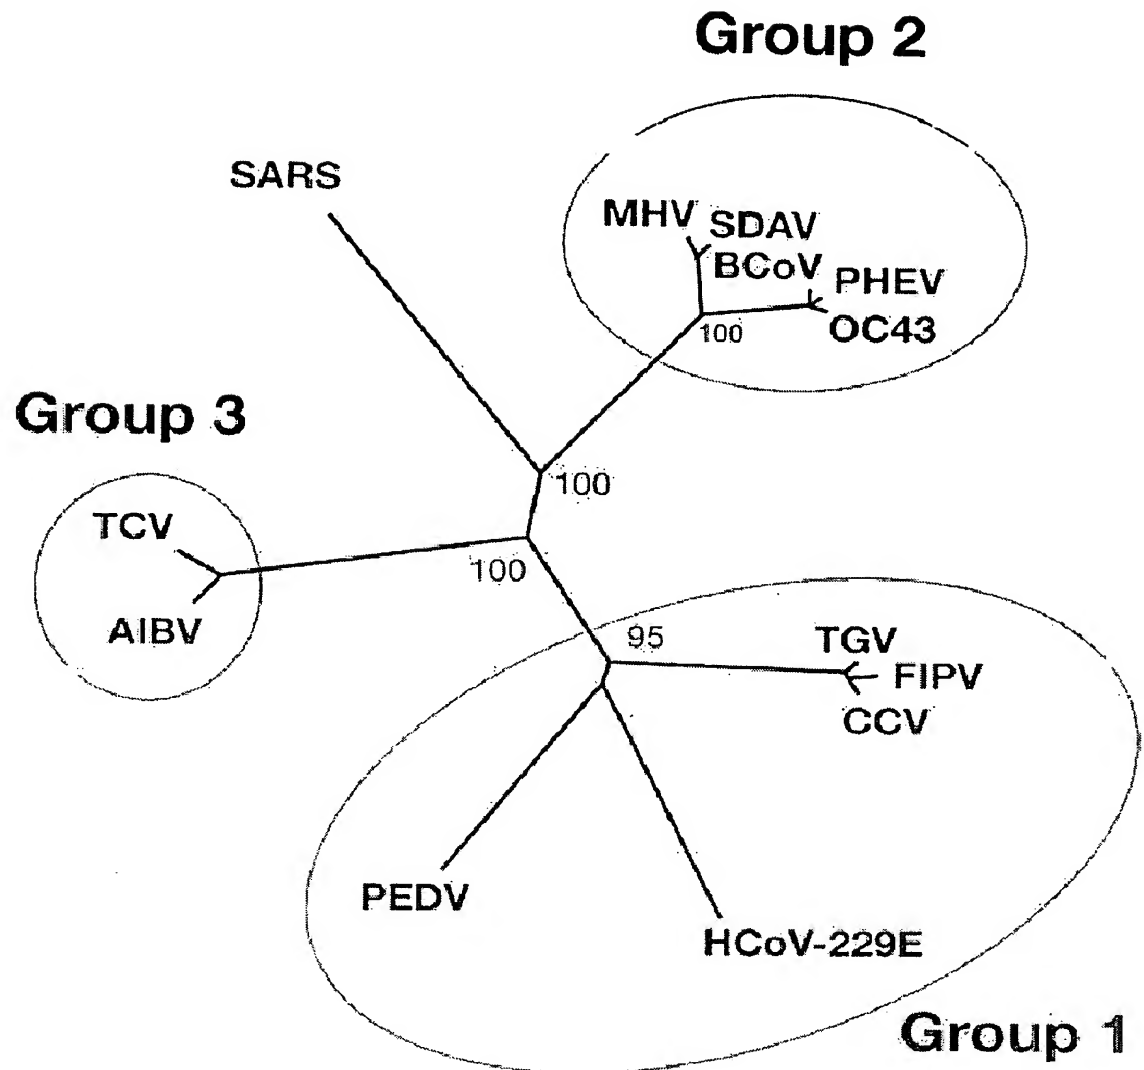 Group 2
SARS
MHV
SDAV
BCoV
PHEV
OC43
100
Group 3
100
TCV
100
AIBV
95
TGV
FIPV
CCV
PEDV
HCoV-229E
Group 1